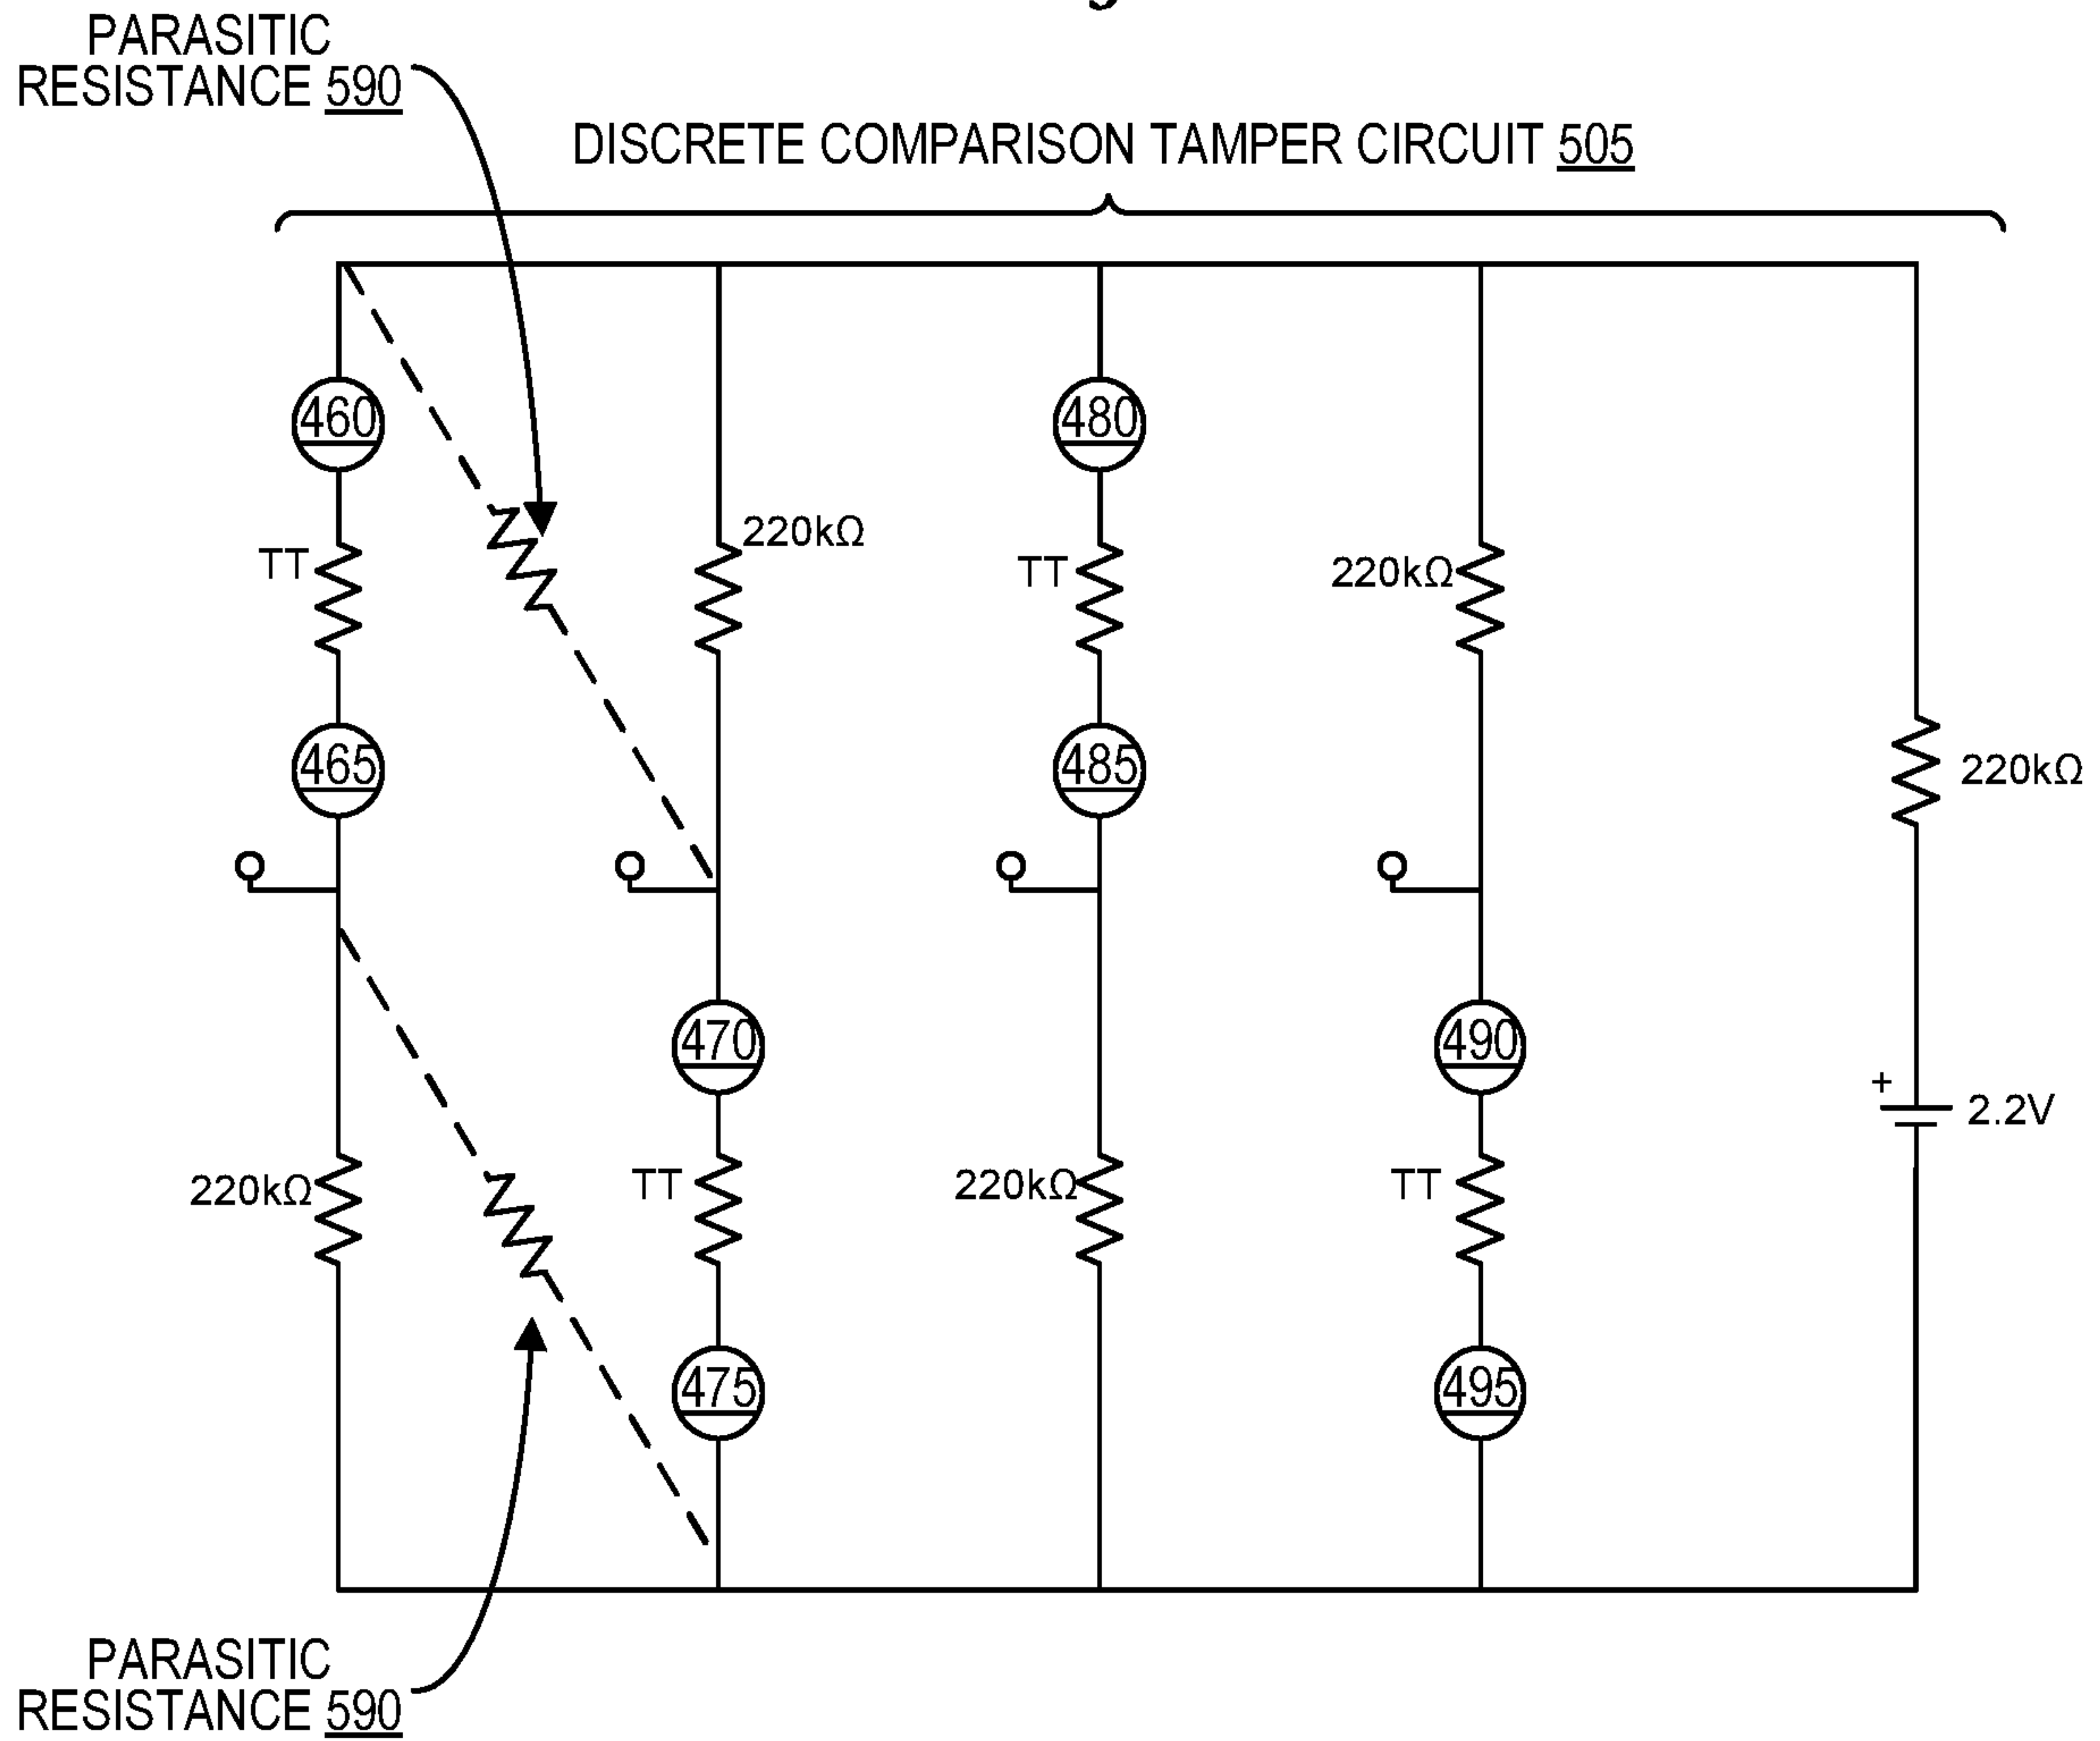 PARASITIC
RESISTANCE 590
DISCRETE COMPARISON TAMPER CIRCUIT 505
460
480
220kΩ
TT
TT
220kΩ
465
485
220kΩ
470
490
+
2.2V
220kΩ
TT
220kΩ
TT
475
495
PARASITIC
RESISTANCE 590